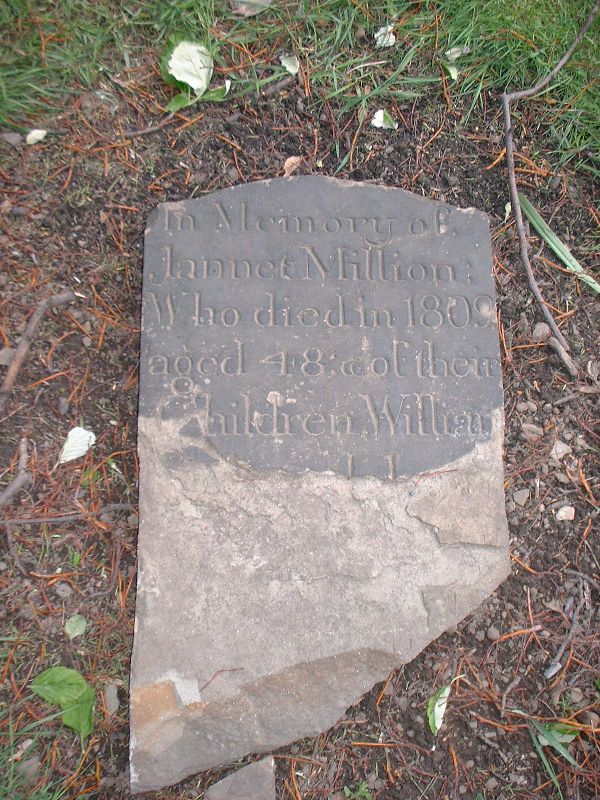 In Memory of,
Jannet Million;
Who died in 1809
aged 48: & of their
Children, William